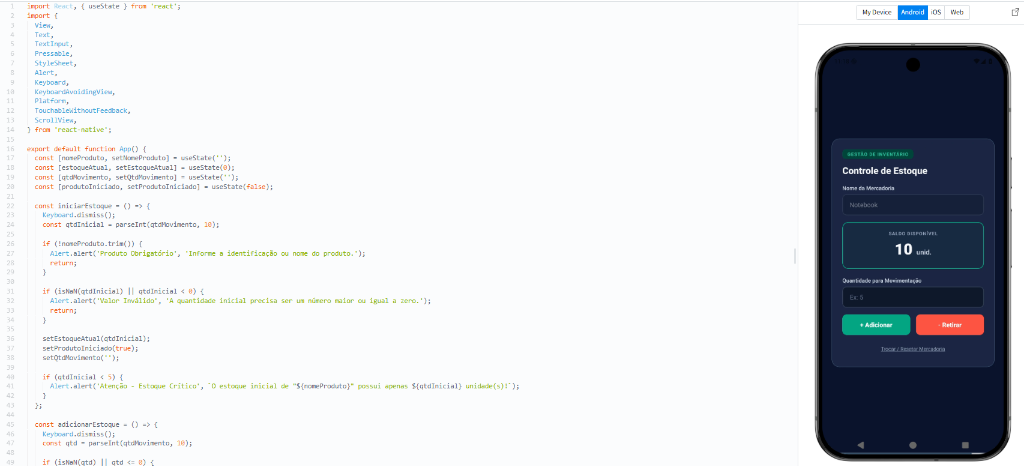 import React, { useState } from 'react';
import {
View,
Text,
TextInput,
Pressable,
StyleSheet,
Alert,
Keyboard,
KeyboardAvoidingView,
Platform,
TouchableWithoutFeedback,
ScrollView,
} from 'react-native';
export default function App() {
const [nomeProduto, setNomeProduto] = useState('');
const [estoqueAtual, setEstoqueAtual] = useState(0);
const [qtdMovimento, setQtdMovimento] = useState('');
const [produtoIniciado, setProdutoIniciado] = useState(false);
const iniciarEstoque = () => {
Keyboard.dismiss();
const qtdInicial = parseInt(qtdMovimento, 10);
if (!nomeProduto.trim()) {
Alert.alert('Produto Obrigatório', 'Informe a identificação ou nome do produto.');
return;
}
if (isNaN(qtdInicial) || qtdInicial < 0) {
Alert.alert('Valor Inválido', 'A quantidade inicial precisa ser um número maior ou igual a zero.');
return;
}
setEstoqueAtual(qtdInicial);
setProdutoIniciado(true);
setQtdMovimento('');
if (qtdInicial < 5) {
Alert.alert('Atenção - Estoque Crítico', `O estoque inicial de "${nomeProduto}" possui apenas ${qtdInicial} unidade(s)!`);
}
};
const adicionarEstoque = () => {
Keyboard.dismiss();
const qtd = parseInt(qtdMovimento, 10);
if (isNaN(qtd) || qtd <= 0) {
My Device
Android
iOS
Web
GESTÃO DE INVENTÁRIO
Controle de Estoque
Nome da Mercadoria
Notebook
SALDO DISPONÍVEL
10 unid.
Quantidade para Movimentação
Ex: 5
+ Adicionar
- Retirar
Trocar / Resetar Mercadoria